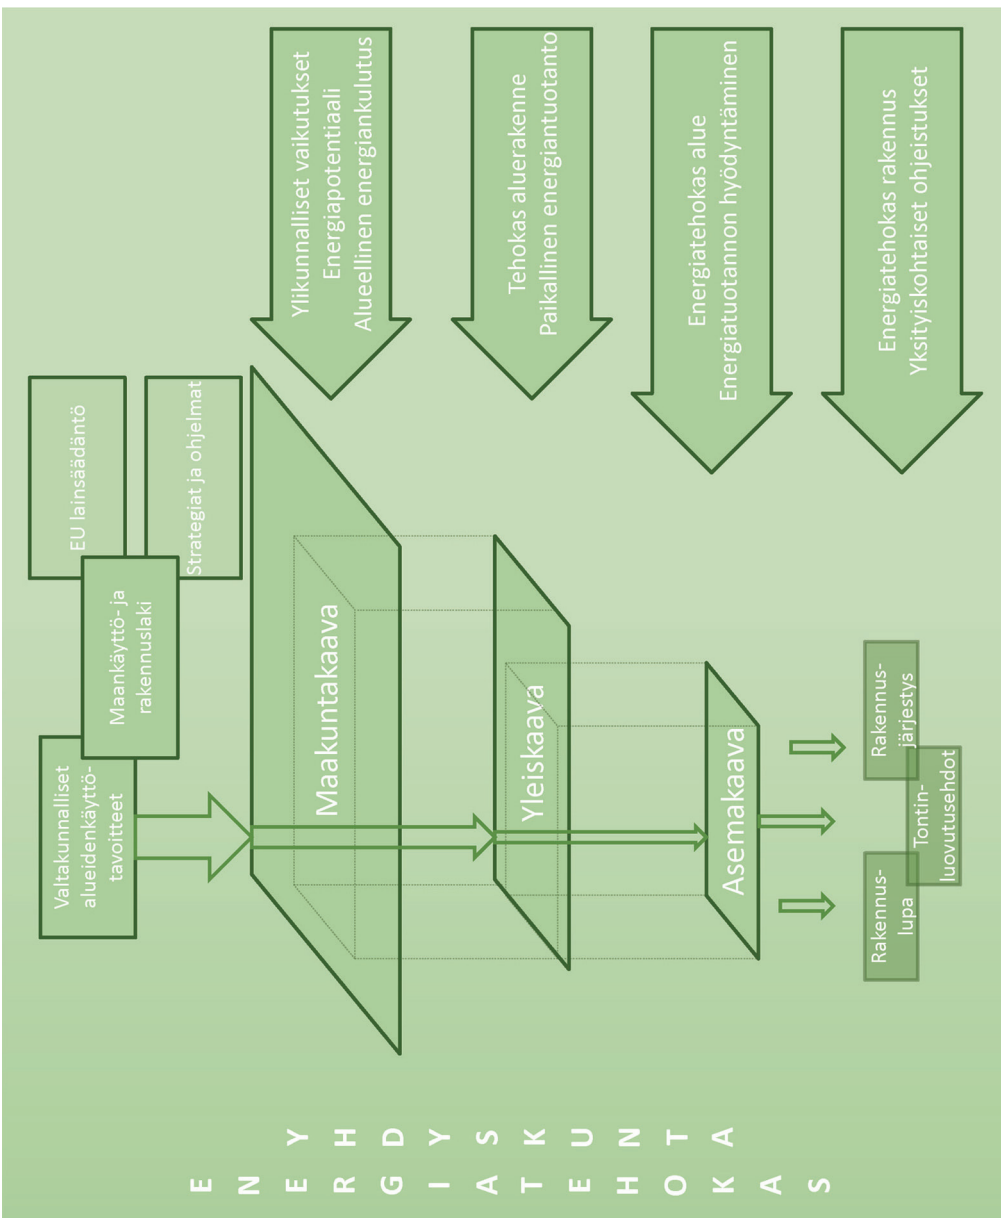 ENERGIATEHOKAS
YHDYSKUNTA
Valtakunnalliset
alueidenkäyttö-
tavoitteet
Maankäyttö- ja
rakennuslaki
EU lainsäädäntö
Strategiat ja ohjelmat
Maakuntakaava
Yleiskaava
Asemakaava
Rakennus-
lupa
Tontin-
luovutusehdot
Rakennus-
järjestys
Ylikunnalliset vaikutukset
Energiapotentiaali
Alueellinen energiankulutus
Tehokas aluerakenne
Paikallinen energiantuotanto
Energiatehokas alue
Energiatuotannon hyödyntäminen
Energiatehokas rakennus
Yksityiskohtaiset ohjeistukset